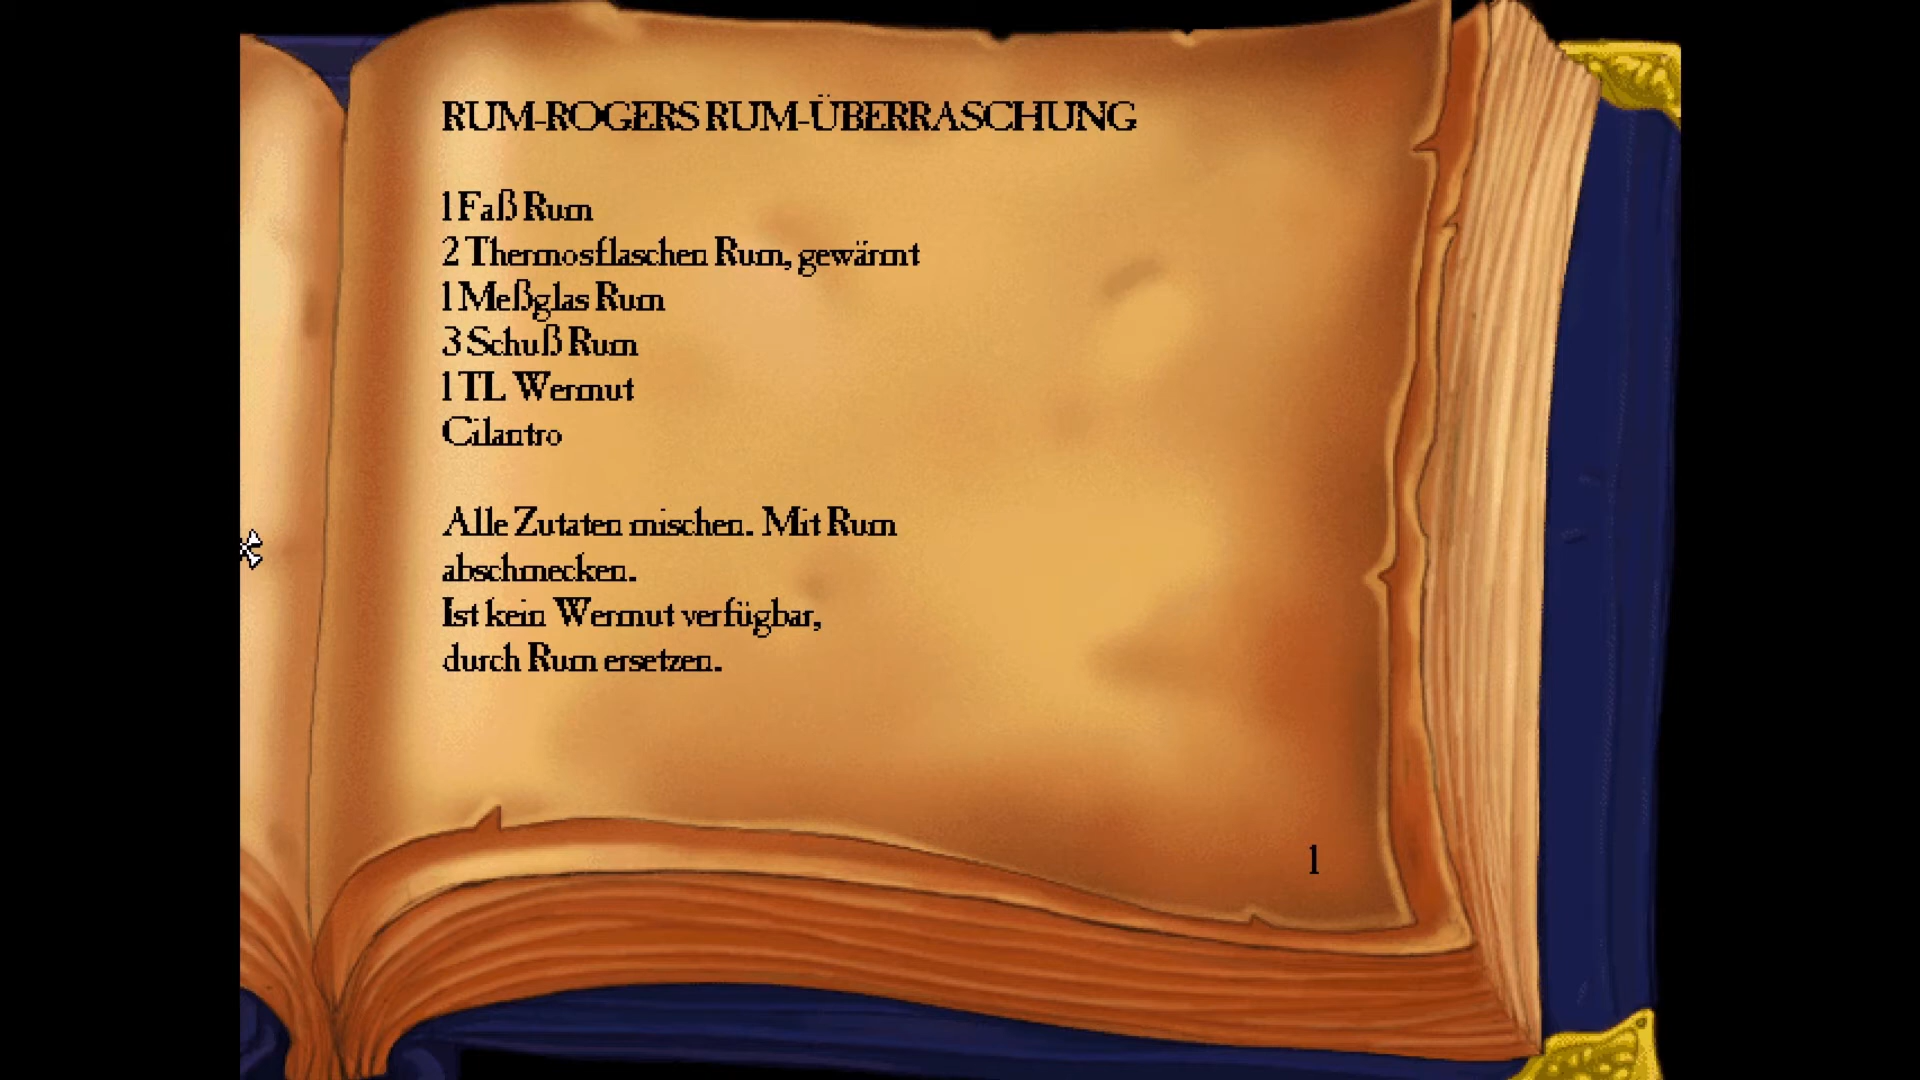 RUM-ROGERS RUM-ÜBERRASCHUNG
1 Faß Rum
2 Thermosflaschen Rum, gewärmt
1 Meßglas Rum
3 Schuß Rum
1 TL Wermut
Cilantro
Alle Zutaten mischen. Mit Rum
abschmecken.
Ist kein Wermut verfügbar,
durch Rum ersetzen.
1